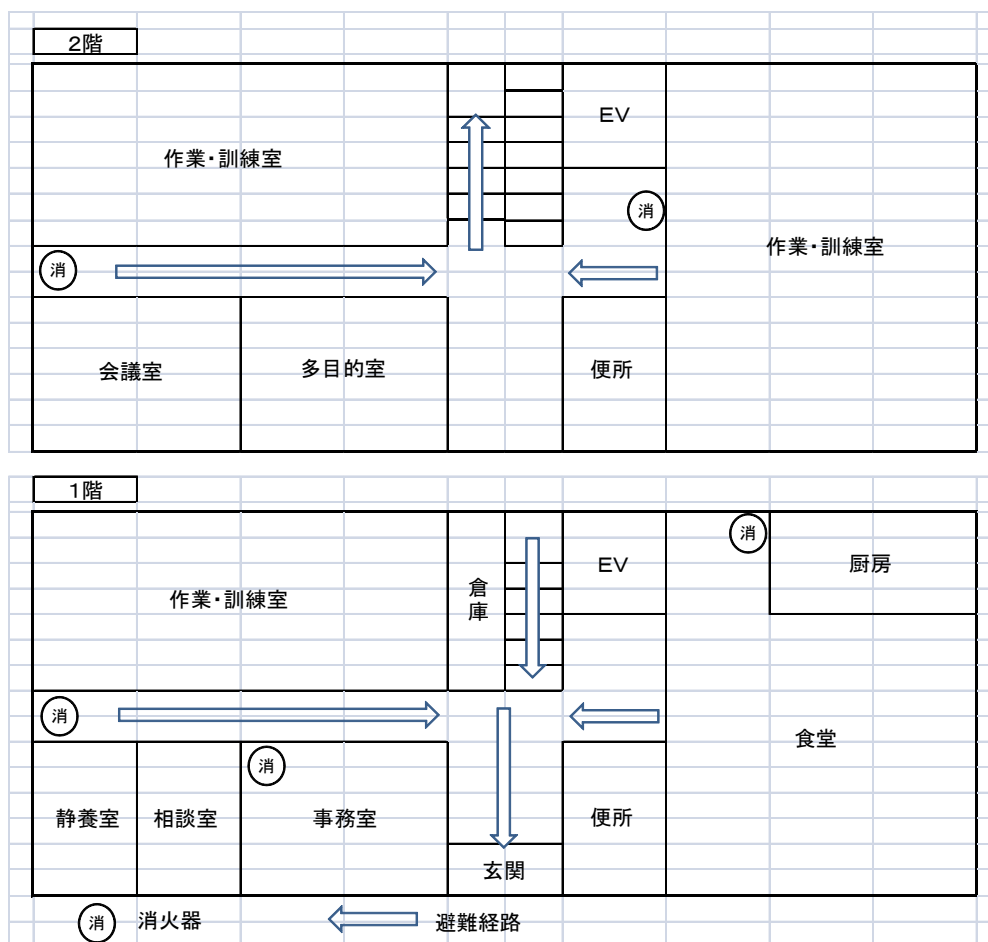 ２階
作業・訓練室
ＥＶ
消
作業・訓練室
消
会議室
多目的室
便所
１階
消
厨房
ＥＶ
倉庫
作業・訓練室
消
食堂
消
静養室
相談室
事務室
便所
玄関
消 消火器
避難経路